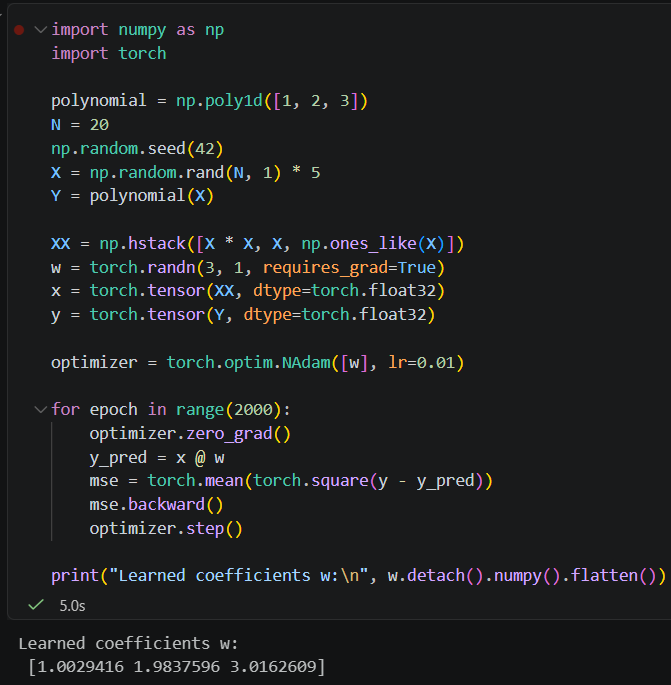 import numpy as np
import torch
polynomial = np.poly1d([1, 2, 3])
N = 20
np.random.seed(42)
X = np.random.rand(N, 1) * 5
Y = polynomial(X)
XX = np.hstack([X * X, X, np.ones_like(X)])
w = torch.randn(3, 1, requires_grad=True)
x = torch.tensor(XX, dtype=torch.float32)
y = torch.tensor(Y, dtype=torch.float32)
optimizer = torch.optim.NAdam([w], lr=0.01)
for epoch in range(2000):
    optimizer.zero_grad()
    y_pred = x @ w
    mse = torch.mean(torch.square(y - y_pred))
    mse.backward()
    optimizer.step()
print("Learned coefficients w:\n", w.detach().numpy().flatten())
5.0s
Learned coefficients w:
 [1.0029416 1.9837596 3.0162609]